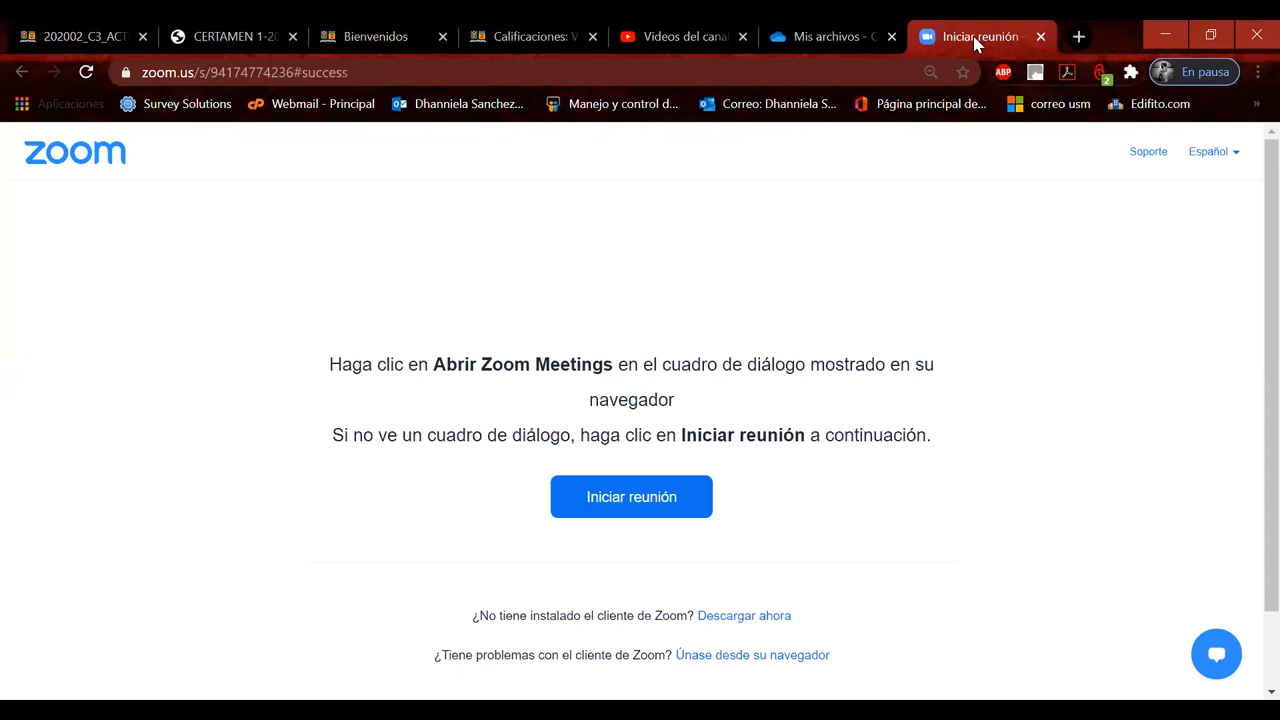 202002_C3_ACT
CERTAMEN 1-20
Bienvenidos
Calificaciones: V
Videos del cana
Mis archivos - C
Iniciar reunión
zoom.us/s/94174774236#success
ABP
2
En pausa
Aplicaciones
Survey Solutions
Webmail - Principal
Dhanniela Sanchez...
Manejo y control d...
Correo: Dhanniela S...
Página principal de...
correo usm
Edifito.com
»
zoom
Soporte
Español
Haga clic en Abrir Zoom Meetings en el cuadro de diálogo mostrado en su
navegador
Si no ve un cuadro de diálogo, haga clic en Iniciar reunión a continuación.
Iniciar reunión
¿No tiene instalado el cliente de Zoom? Descargar ahora
¿Tiene problemas con el cliente de Zoom? Únase desde su navegador